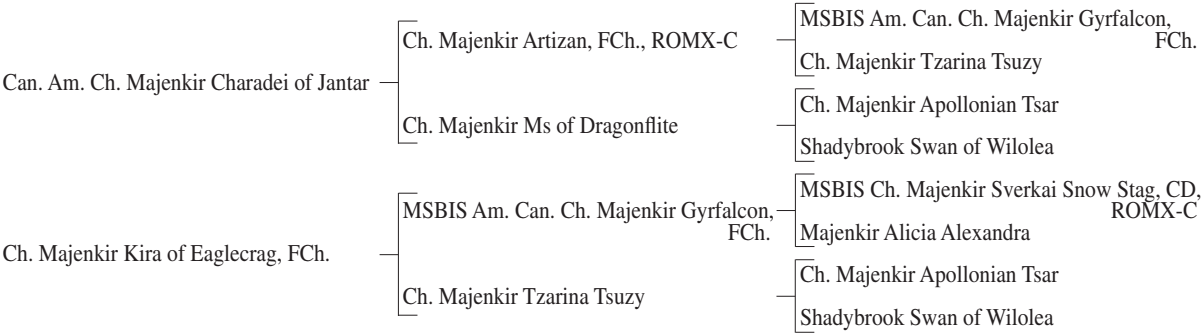 MSBIS Am. Can. Ch. Majenkir Gyrfalcon,
FCh.
Ch. Majenkir Artizan, FCh., ROMX-C
Ch. Majenkir Tzarina Tsuzy
Can. Am. Ch. Majenkir Charadei of Jantar
Ch. Majenkir Apollonian Tsar
Ch. Majenkir Ms of Dragonflite
Shadybrook Swan of Wilolea
MSBIS Ch. Majenkir Sverkai Snow Stag, CD,
ROMX-C
MSBIS Am. Can. Ch. Majenkir Gyrfalcon,
FCh.
Majenkir Alicia Alexandra
Ch. Majenkir Kira of Eaglecrag, FCh.
Ch. Majenkir Apollonian Tsar
Ch. Majenkir Tzarina Tsuzy
Shadybrook Swan of Wilolea